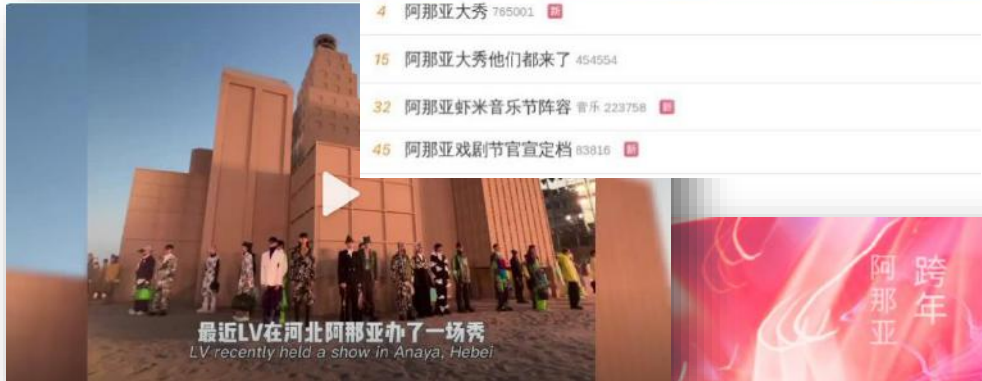 4 阿那亚大秀 765001 新
15 阿那亚大秀他们都来了 454554
32 阿那亚虾米音乐节阵容 音乐 223758 新
45 阿那亚戏剧节官宣定档 83816 新
最近LV在河北阿那亚办了一场秀
LV recently held a show in Anaya, Hebei
跨年
阿那亚